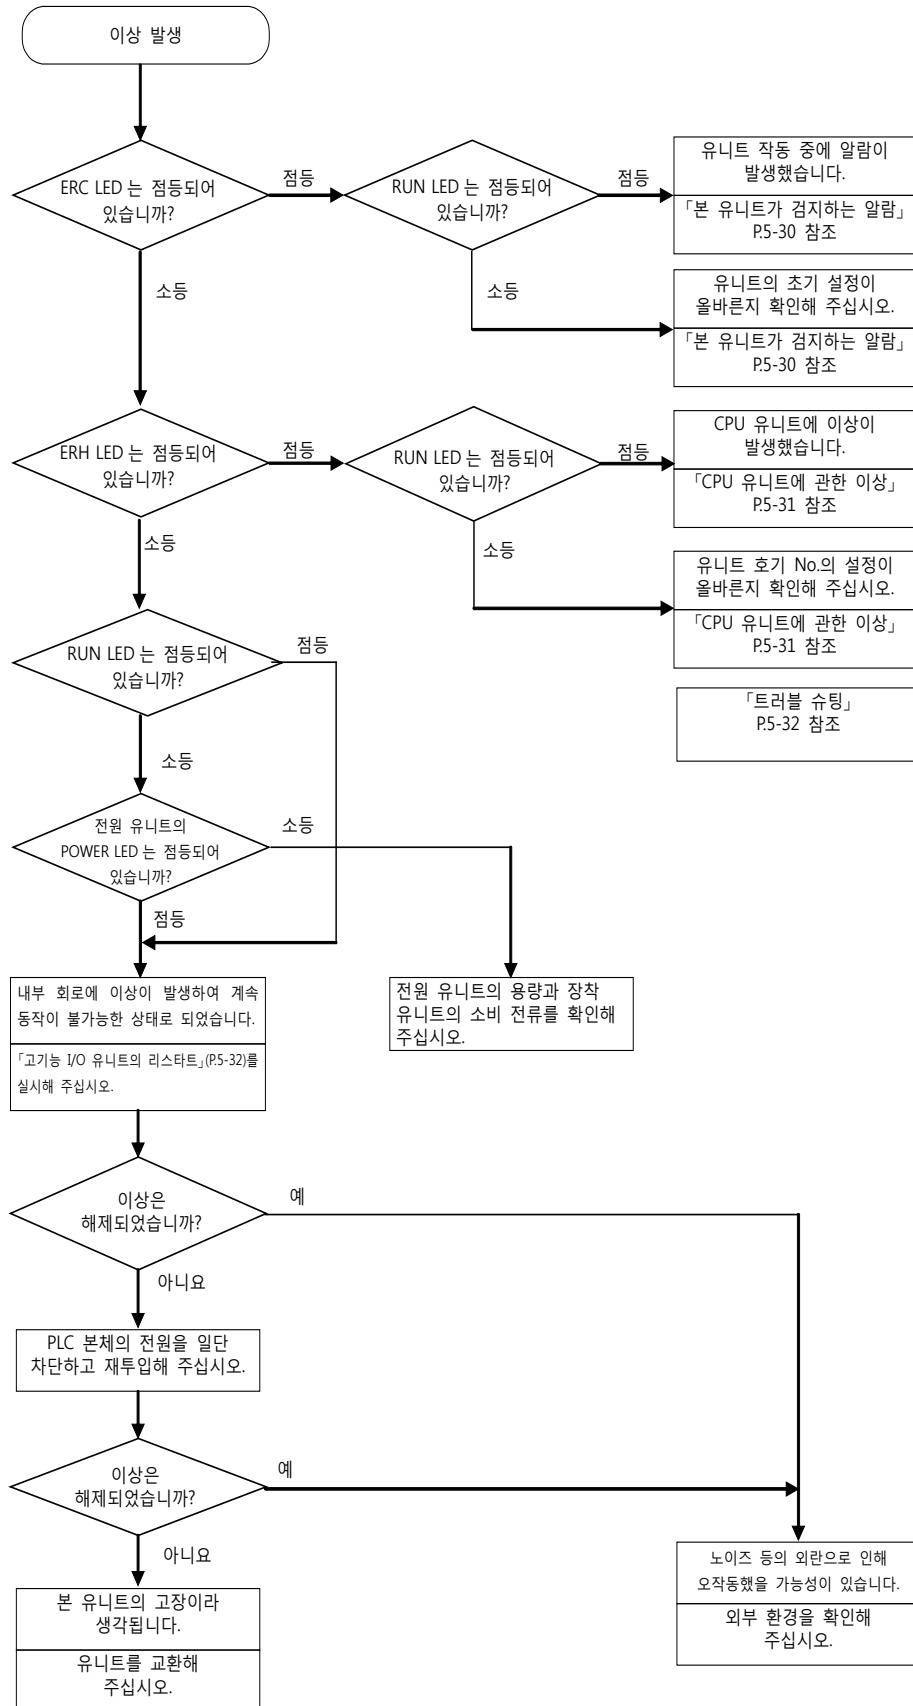 이상 발생
ERC LED 는 점등되어
있습니까?
점등
RUN LED 는 점등되어
있습니까?
점등
유니트 작동 중에 알람이
발생했습니다.
「본 유니트가 검지하는 알람」
P.5-30 참조
소등
소등
유니트의 초기 설정이
올바른지 확인해 주십시오.
「본 유니트가 검지하는 알람」
P.5-30 참조
ERH LED 는 점등되어
있습니까?
점등
RUN LED 는 점등되어
있습니까?
점등
CPU 유니트에 이상이
발생했습니다.
「CPU 유니트에 관한 이상」
P.5-31 참조
소등
소등
유니트 호기 No.의 설정이
올바른지 확인해 주십시오.
「CPU 유니트에 관한 이상」
P.5-31 참조
RUN LED 는 점등되어
있습니까?
점등
「트러블 슈팅」
P.5-32 참조
소등
전원 유니트의
POWER LED 는 점등되어
있습니까?
소등
점등
내부 회로에 이상이 발생하여 계속
동작이 불가능한 상태로 되었습니다.
「고기능 I/O 유니트의 리스타트」(P.5-32)를
실시해 주십시오.
전원 유니트의 용량과 장착
유니트의 소비 전류를 확인해
주십시오.
이상은
해제되었습니까?
예
아니요
PLC 본체의 전원을 일단
차단하고 재투입해 주십시오.
이상은
해제되었습니까?
예
아니요
노이즈 등의 외란으로 인해
오작동했을 가능성이 있습니다.
외부 환경을 확인해
주십시오.
본 유니트의 고장이라
생각됩니다.
유니트를 교환해
주십시오.